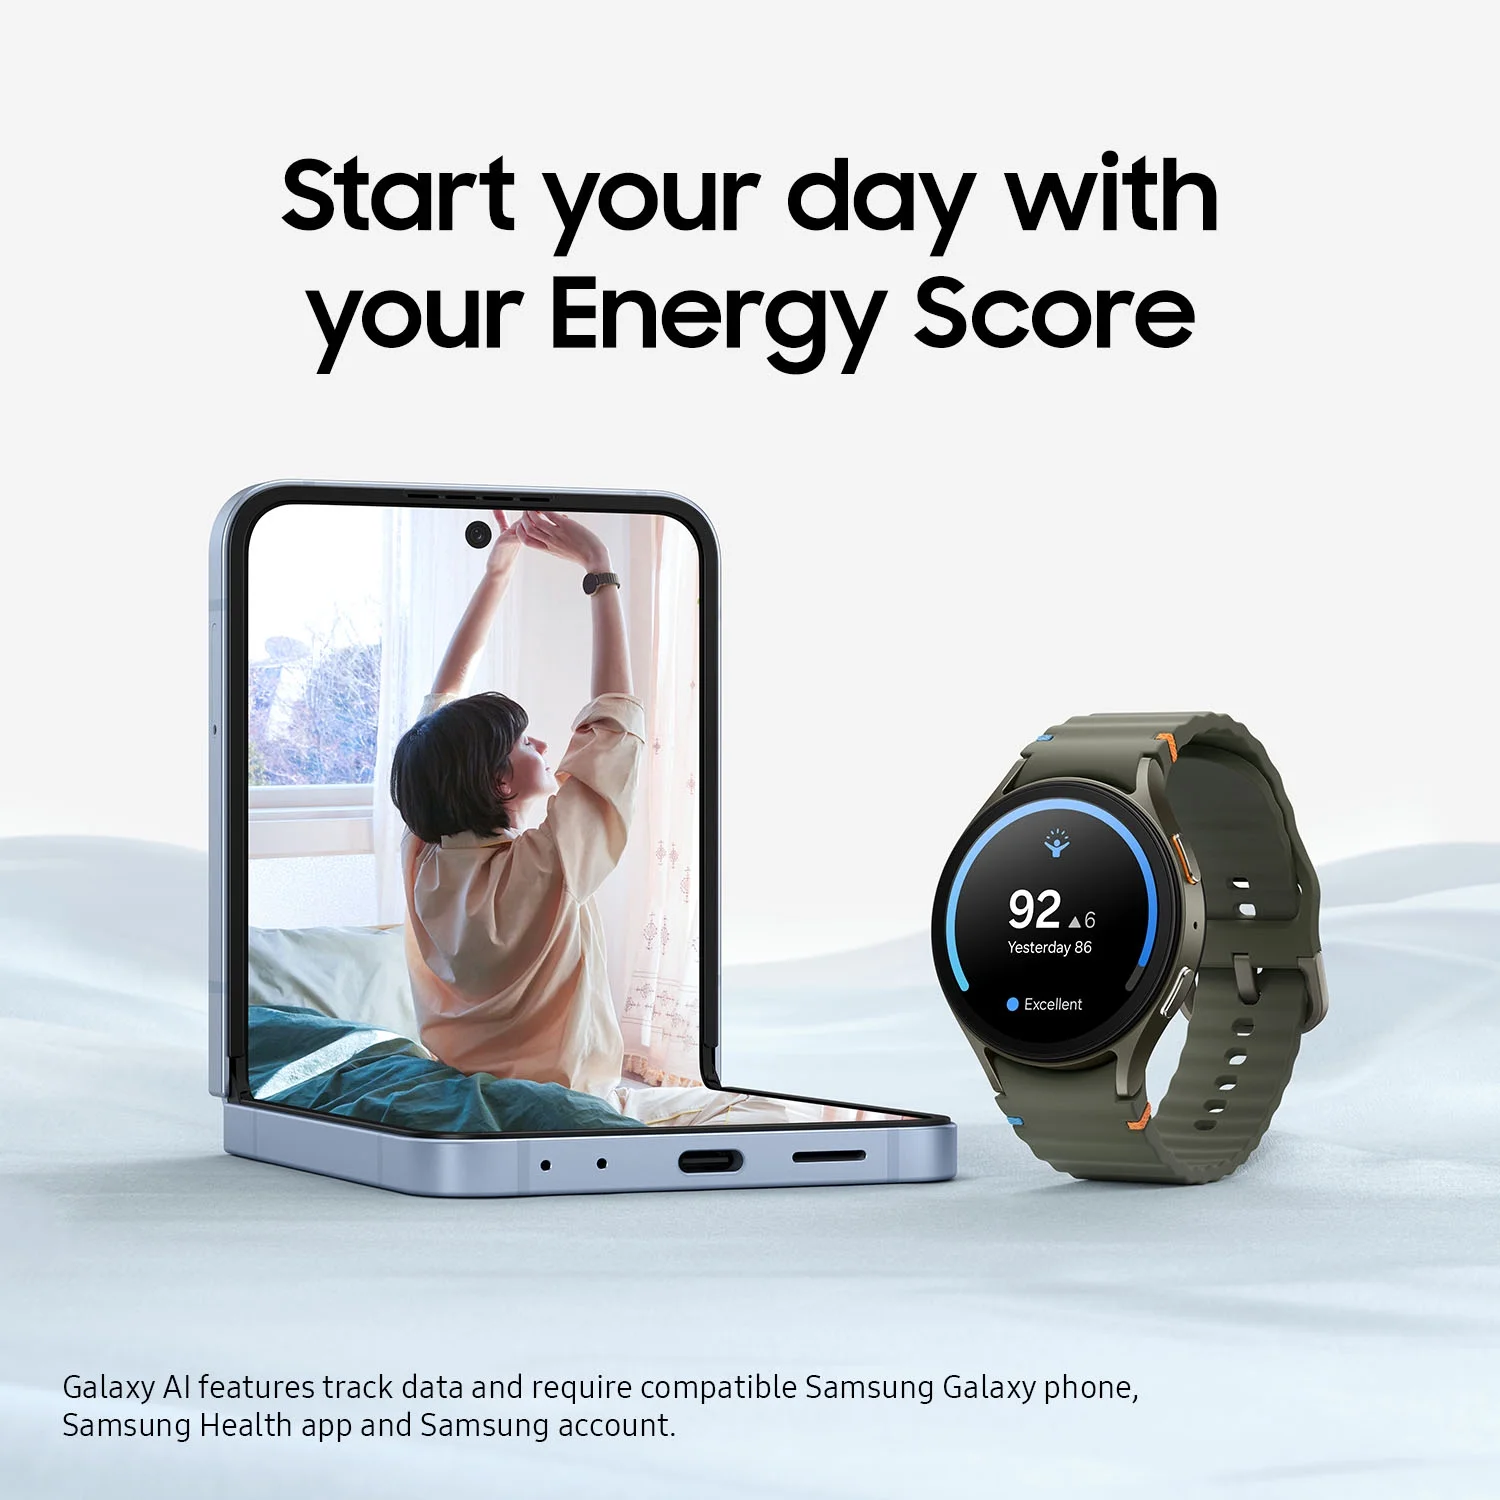 Start your day with
your Energy Score
92 ▲6
Yesterday 86
Excellent
Galaxy AI features track data and require compatible Samsung Galaxy phone,
Samsung Health app and Samsung account.